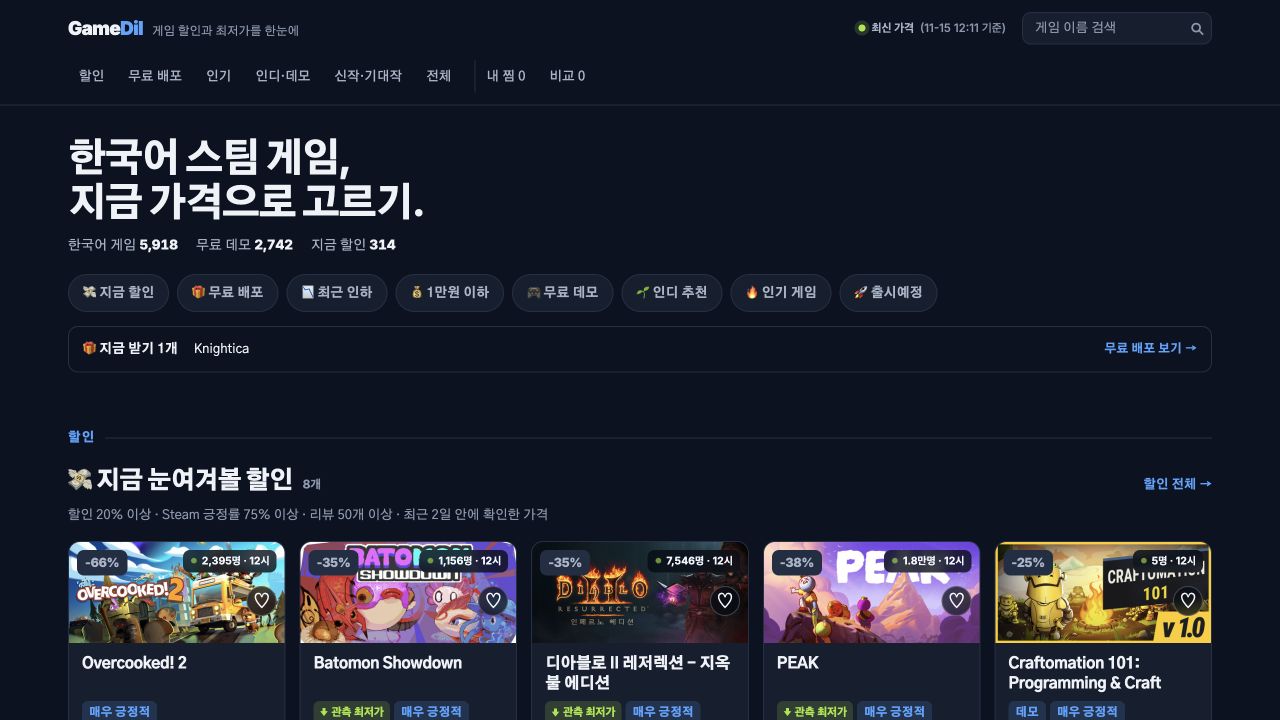 GameDil 게임 할인과 최저가를 한눈에
최신 가격 (11-15 12:11 기준)
게임 이름 검색
할인 무료 배포 인기 인디·데모 신작·기대작 전체 내 찜 0 비교 0
한국어 스팀 게임,
지금 가격으로 고르기.
한국어 게임 5,918 무료 데모 2,742 지금 할인 314
💸 지금 할인 🎁 무료 배포 📉 최근 인하 💰 1만원 이하 🎮 무료 데모 🌱 인디 추천 🔥 인기 게임 🚀 출시예정
🎁 지금 받기 1개 Knightica 무료 배포 보기 →
할인
💸 지금 눈여겨볼 할인 8개 할인 전체 →
할인 20% 이상 · Steam 긍정률 75% 이상 · 리뷰 50개 이상 · 최근 2일 안에 확인한 가격
-66% 2,395명 · 12시
OVERCOOKED! 2
Overcooked! 2
매우 긍정적
-35% 1,156명 · 12시
BATOMON
SHOWDOWN
Batomon Showdown
↓ 관측 최저가 매우 긍정적
-35% 7,546명 · 12시
DIABLO II
RESURRECTED
인페르노 에디션
디아블로 II 레저렉션 – 지옥
불 에디션
↓ 관측 최저가 매우 긍정적
-38% 1.8만명 · 12시
PEAK
PEAK
↓ 관측 최저가 매우 긍정적
-25% 5명 · 12시
CRAFTOMATION
101
v 1.0
Craftomation 101:
Programming & Craft
데모 매우 긍정적